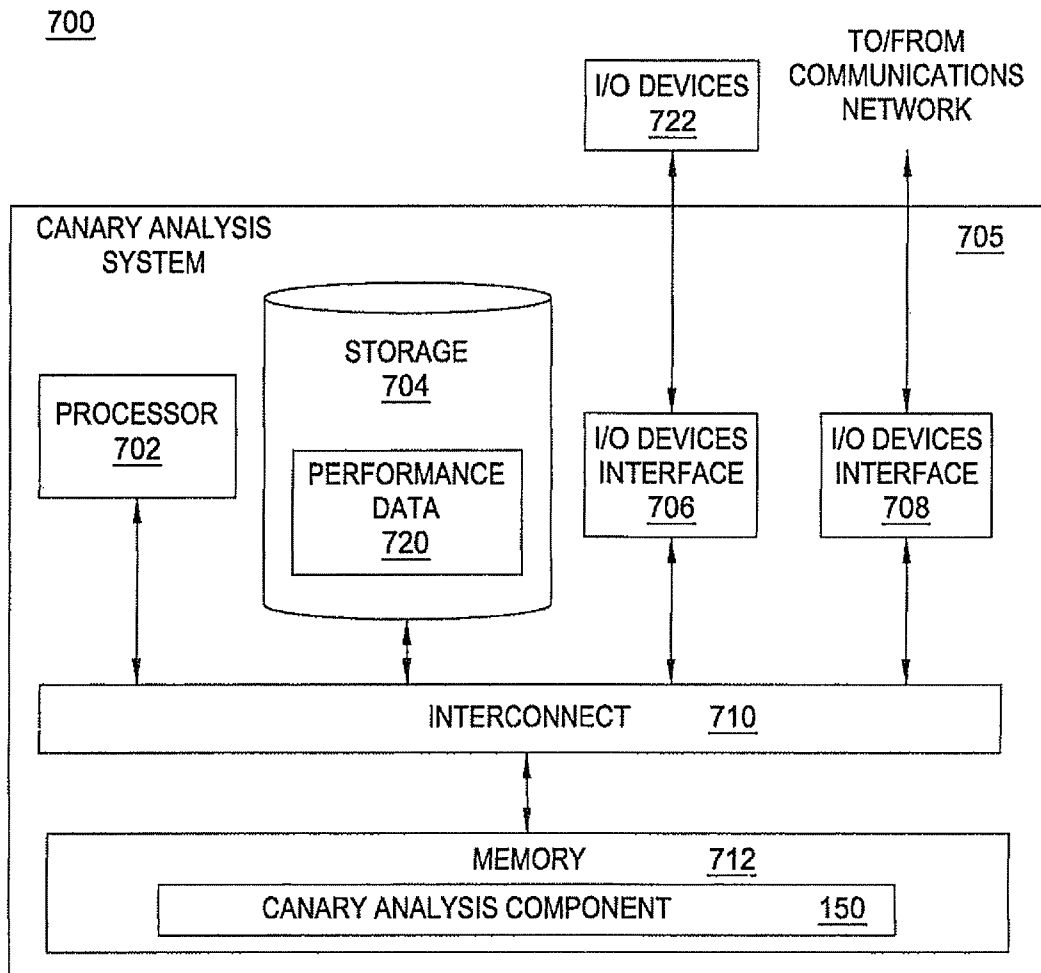 700
TO/FROM
COMMUNICATIONS
NETWORK
I/O DEVICES
722
CANARY ANALYSIS
SYSTEM
705
STORAGE
704
PROCESSOR
702
PERFORMANCE
DATA
720
I/O DEVICES
INTERFACE
706
I/O DEVICES
INTERFACE
708
INTERCONNECT 710
MEMORY 712
CANARY ANALYSIS COMPONENT 150